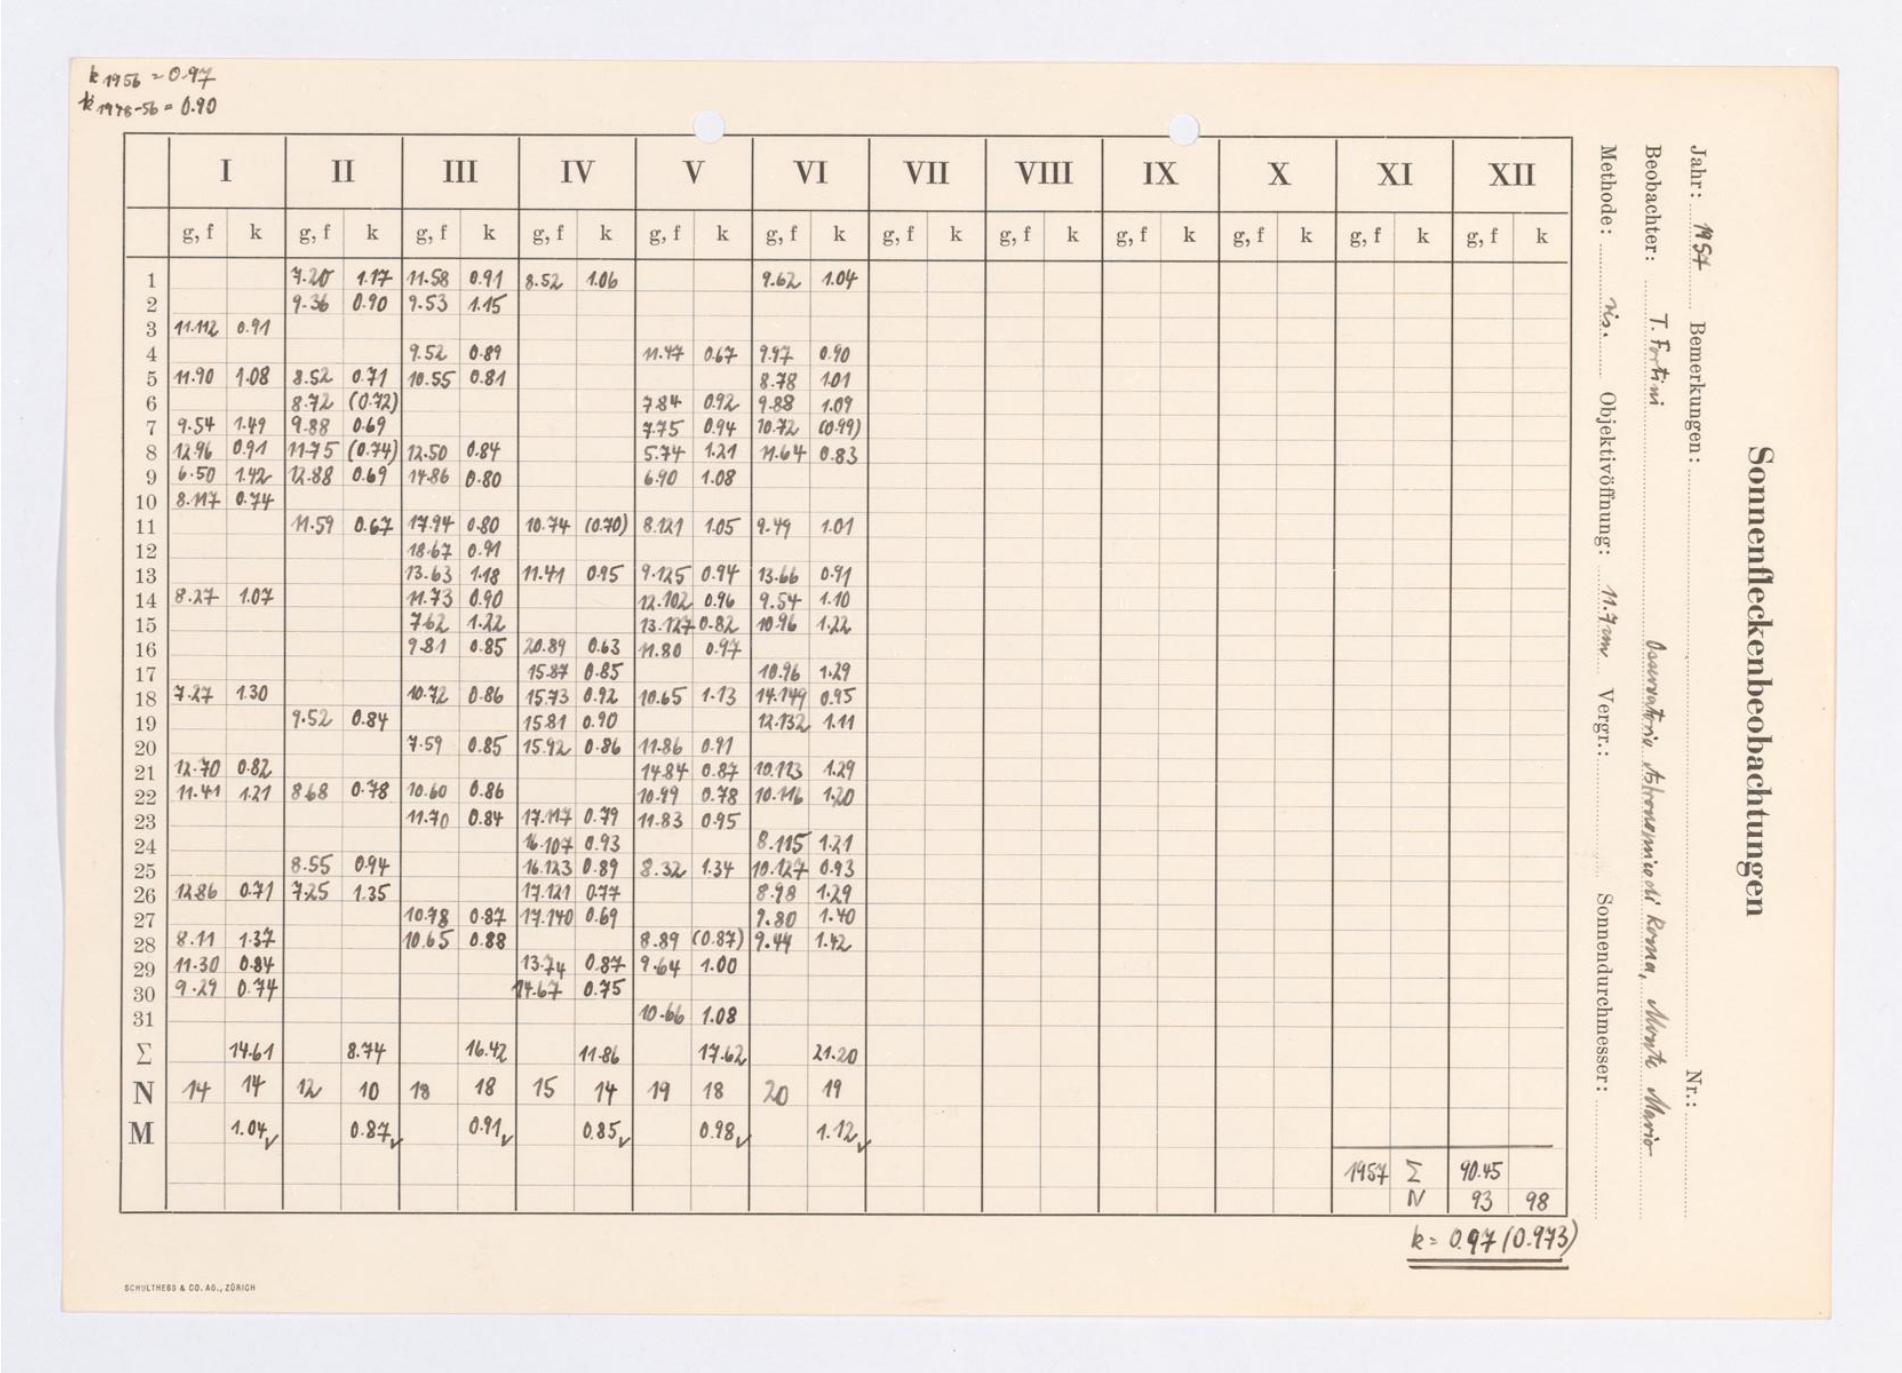 k 1956 = 0.97
k 1948-56 = 0.90
I II III IV V VI VII VIII IX X XI XII
g, f k g, f k g, f k g, f k g, f k g, f k g, f k g, f k g, f k g, f k g, f k g, f k
1 7.20 1.17 11.58 0.91 8.52 1.06 9.62 1.04
2 9.36 0.90 9.53 1.15
3 11.112 0.91
4 9.52 0.89 11.47 0.67 9.97 0.90
5 11.90 1.08 8.52 0.71 10.55 0.81 8.78 1.01
6 8.72 (0.72) 7.84 0.92 9.88 1.09
7 9.54 1.49 9.88 0.69 7.75 0.94 10.72 (0.99)
8 12.96 0.91 11.75 (0.74) 12.50 0.84 5.74 1.21 11.64 0.83
9 6.50 1.42 12.88 0.69 14.86 0.80 6.90 1.08
10 8.117 0.74
11 11.59 0.67 17.94 0.80 10.74 (0.70) 8.121 1.05 9.49 1.01
12 18.67 0.91
13 13.63 1.18 11.41 0.95 9.125 0.94 13.66 0.91
14 8.27 1.07 11.73 0.90 12.102 0.96 9.54 1.10
15 7.62 1.22 13.127 0.82 10.96 1.22
16 9.81 0.85 20.89 0.63 11.80 0.97
17 15.87 0.85 10.96 1.29
18 7.27 1.30 10.72 0.86 15.73 0.92 10.65 1.13 14.149 0.95
19 9.52 0.84 15.81 0.90 12.132 1.11
20 7.59 0.85 15.92 0.86 11.86 0.91
21 12.70 0.82 14.84 0.87 10.113 1.29
22 11.41 1.21 8.68 0.78 10.60 0.86 10.99 0.78 10.116 1.20
23 11.70 0.84 17.117 0.79 11.83 0.95
24 16.107 0.93 8.115 1.21
25 8.55 0.94 16.123 0.89 8.32 1.34 10.127 0.93
26 12.86 0.71 7.25 1.35 17.121 0.77 8.98 1.29
27 10.78 0.87 17.140 0.69 9.80 1.40
28 8.11 1.37 10.65 0.88 8.89 (0.87) 9.44 1.42
29 11.30 0.84 13.74 0.87 9.64 1.00
30 9.29 0.74 14.67 0.75
31 10.66 1.08
Σ 14.61 8.74 16.42 11.86 17.62 21.20
N 14 14 12 10 18 18 15 14 19 18 20 19
M 1.04 0.87 0.91 0.85 0.98 1.12
1957 Σ 90.45
N 93 98
k = 0.97 (0.973)
SCHULTHESS & CO. AG., ZÜRICH
Sonnenfleckenbeobachtungen
Jahr: 1957 Bemerkungen: Nr.:
Beobachter: T. Fortini Osservatorio Astronomico di Roma, Monte Mario
Methode: vis. Objektivöffnung: 11.7 cm Vergr.: Sonnendurchmesser: